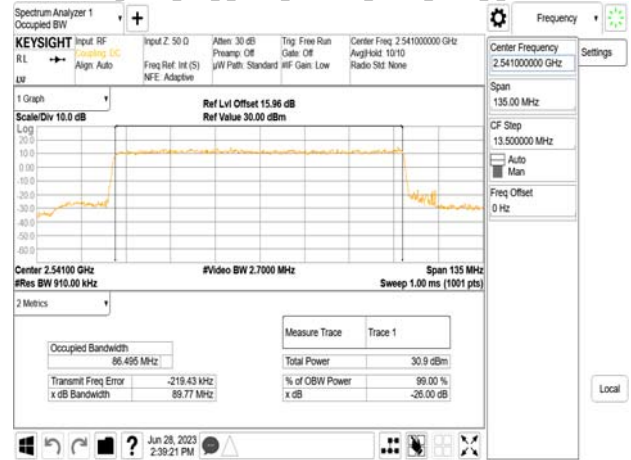 Spectrum Analyzer 1
Occupied BW
KEYSIGHT
RL
Input: RF
Coupling: DC
Align: Auto
Input Z: 50 Ω
Freq Ref: Int (S)
NFE: Adaptive
Atten: 30 dB
Preamp: Off
µW Path: Standard
Trig: Free Run
Gate: Off
#IF Gain: Low
Center Freq: 2.541000000 GHz
Avg|Hold: 10/10
Radio Std: None
1 Graph
Scale/Div 10.0 dB
Ref Lvl Offset 15.96 dB
Ref Value 30.00 dBm
Log
20.0
10.0
0.00
-10.0
-20.0
-30.0
-40.0
-50.0
-60.0
Center 2.54100 GHz
#Res BW 910.00 kHz
#Video BW 2.7000 MHz
Span 135 MHz
Sweep 1.00 ms (1001 pts)
2 Metrics
Measure Trace Trace 1
Occupied Bandwidth
86.495 MHz
Total Power 30.9 dBm
Transmit Freq Error -219.43 kHz
% of OBW Power 99.00 %
x dB Bandwidth 89.77 MHz
x dB -26.00 dB
Jun 28, 2023
2:39:21 PM
Frequency
Center Frequency
2.541000000 GHz
Settings
Span
135.00 MHz
CF Step
13.500000 MHz
Auto
Man
Freq Offset
0 Hz
Local